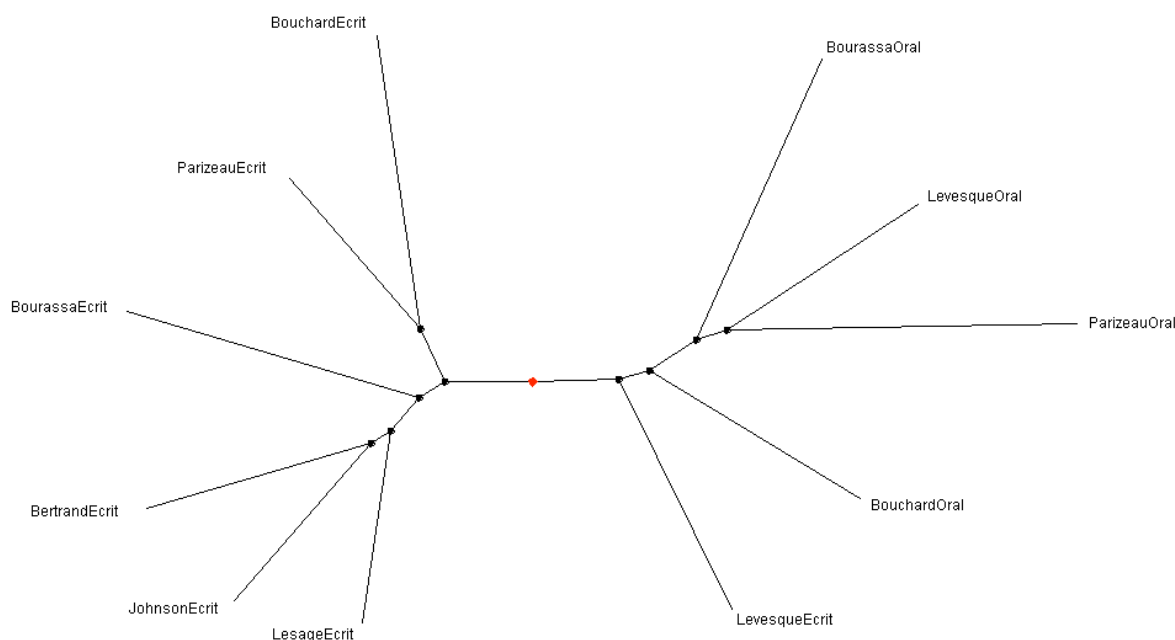 BouchardEcrit
BourassaOral
ParizeauEcrit
LevesqueOral
BourassaEcrit
ParizeauOral
BouchardOral
BertrandEcrit
JohnsonEcrit
LevesqueEcrit
LesageEcrit